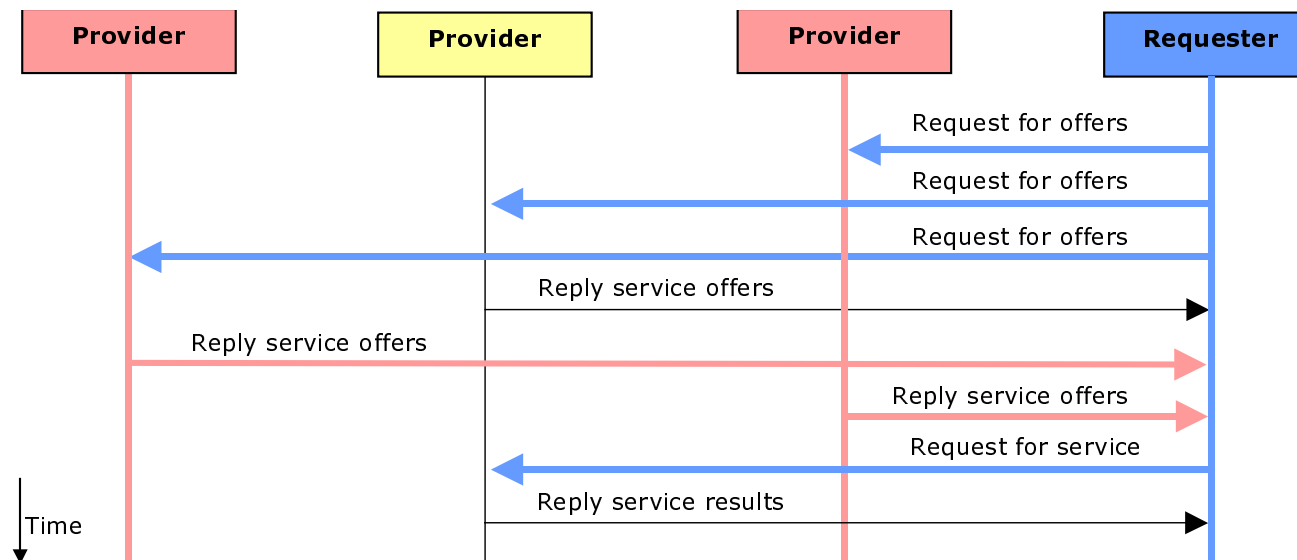 Provider
Provider
Provider
Requester
Request for offers
Request for offers
Request for offers
Reply service offers
Reply service offers
Reply service offers
Request for service
Reply service results
Time